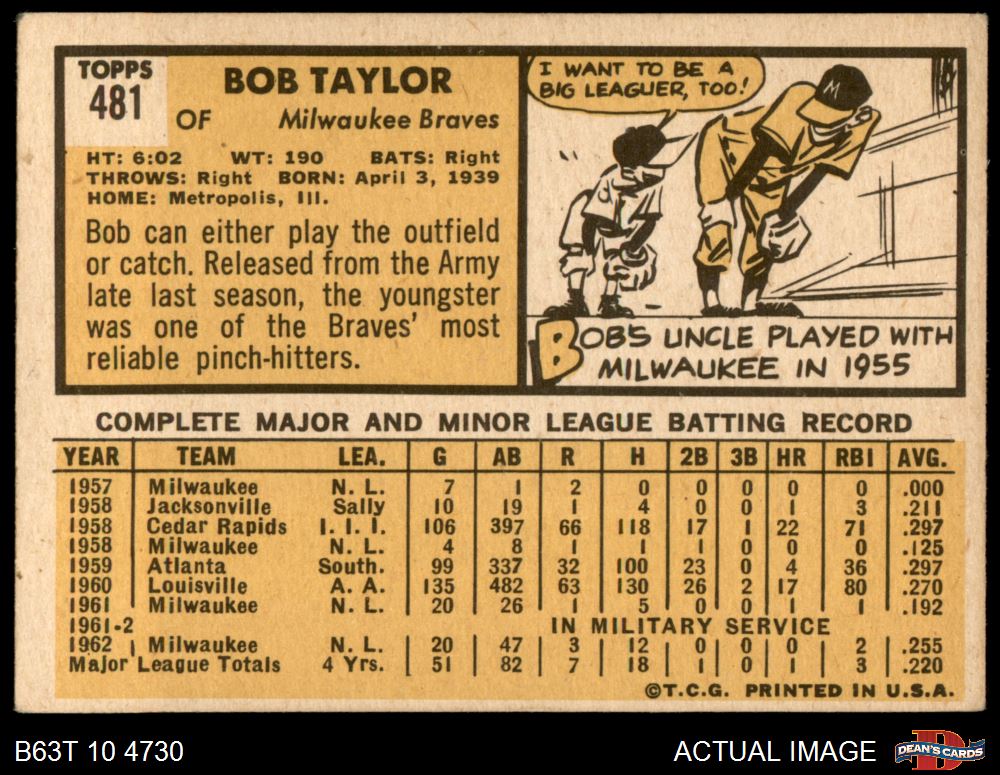 TOPPS
481
BOB TAYLOR
OF Milwaukee Braves
HT: 6:02 WT: 190 BATS: Right
THROWS: Right BORN: April 3, 1939
HOME: Metropolis, Ill.
Bob can either play the outfield
or catch. Released from the Army
late last season, the youngster
was one of the Braves' most
reliable pinch-hitters.
I WANT TO BE A
BIG LEAGUER, TOO!
M
BOB'S UNCLE PLAYED WITH
MILWAUKEE IN 1955
COMPLETE MAJOR AND MINOR LEAGUE BATTING RECORD
YEAR TEAM LEA. G AB R H 2B 3B HR RBI AVG.
1957 Milwaukee N. L. 7 1 2 0 0 0 0 0 .000
1958 Jacksonville Sally 10 19 1 4 0 0 1 3 .211
1958 Cedar Rapids I. I. I. 106 397 66 118 17 1 22 71 .297
1958 Milwaukee N. L. 4 8 1 1 1 0 0 0 .125
1959 Atlanta South. 99 337 32 100 23 0 4 36 .297
1960 Louisville A. A. 135 482 63 130 26 2 17 80 .270
1961 Milwaukee N. L. 20 26 1 5 0 0 1 1 .192
1961-2 IN MILITARY SERVICE
1962 Milwaukee N. L. 20 47 3 12 0 0 0 2 .255
Major League Totals 4 Yrs. 51 82 7 18 1 0 1 3 .220
©T.C.G. PRINTED IN U.S.A.
B63T 10 4730
ACTUAL IMAGE
D
DEAN'S CARDS